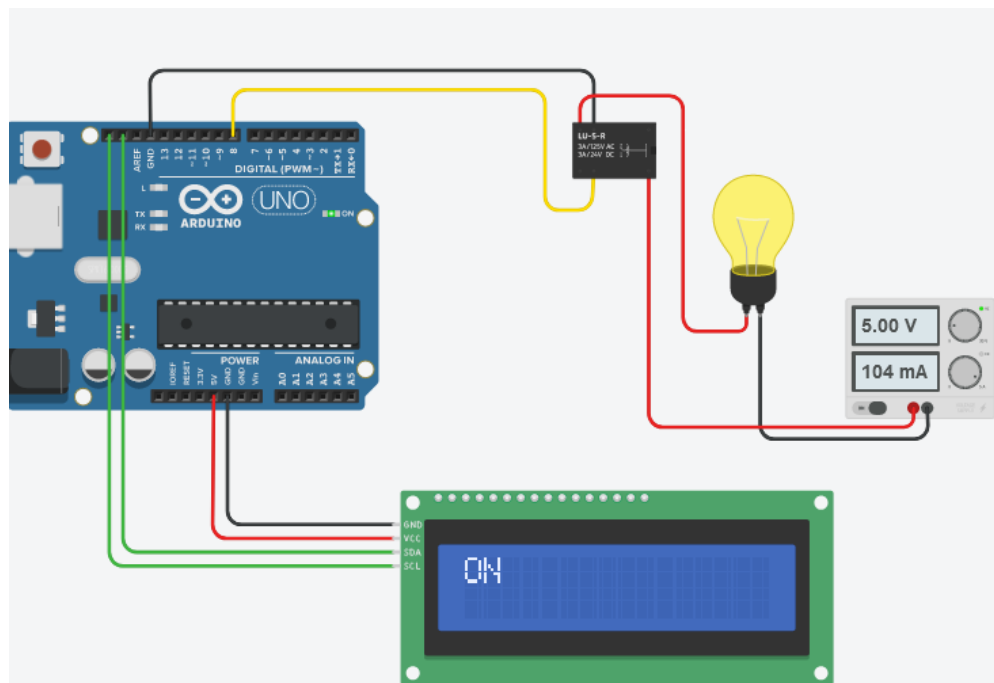 AREF
GND
13
12
~11
~10
~9
8
7
~6
~5
4
~3
2
TX→1
RX←0
DIGITAL (PWM~)
L
TX
RX
ARDUINO
UNO
ON
LU-5-R
3A/125V AC
3A/24V DC
5.00 V
104 mA
POWER
ANALOG IN
IOREF
RESET
3.3V
5V
GND
GND
Vin
A0
A1
A2
A3
A4
A5
GND
VCC
SDA
SCL
ON